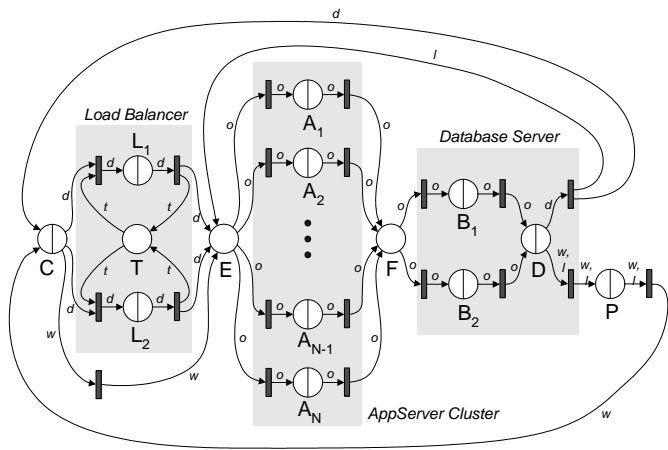 d
l
o o
A1
o o
Load Balancer
L1
d d
o o
A2
o o
Database Server
d
t t
d
o o
B1
o
d
C
T
E
F
D
t t
d
d
o o
w, l
w, l
w, l
P
d d
L2
o o
B2
o
w
o o
AN-1
o o
w
o o
AN
AppServer Cluster
w